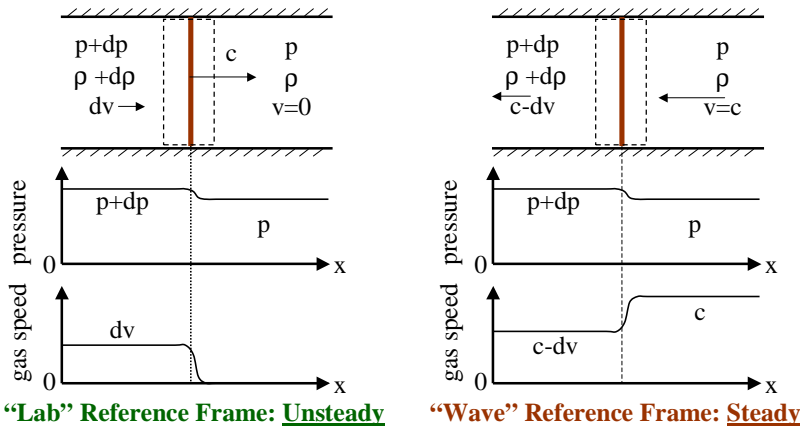 p+dp
ρ +dρ
dv
c
p
ρ
v=0
pressure
p+dp
p
0
x
gas speed
dv
0
x
“Lab” Reference Frame: Unsteady
p+dp
ρ +dρ
c-dv
p
ρ
v=c
pressure
p+dp
p
0
x
gas speed
c-dv
c
0
x
“Wave” Reference Frame: Steady